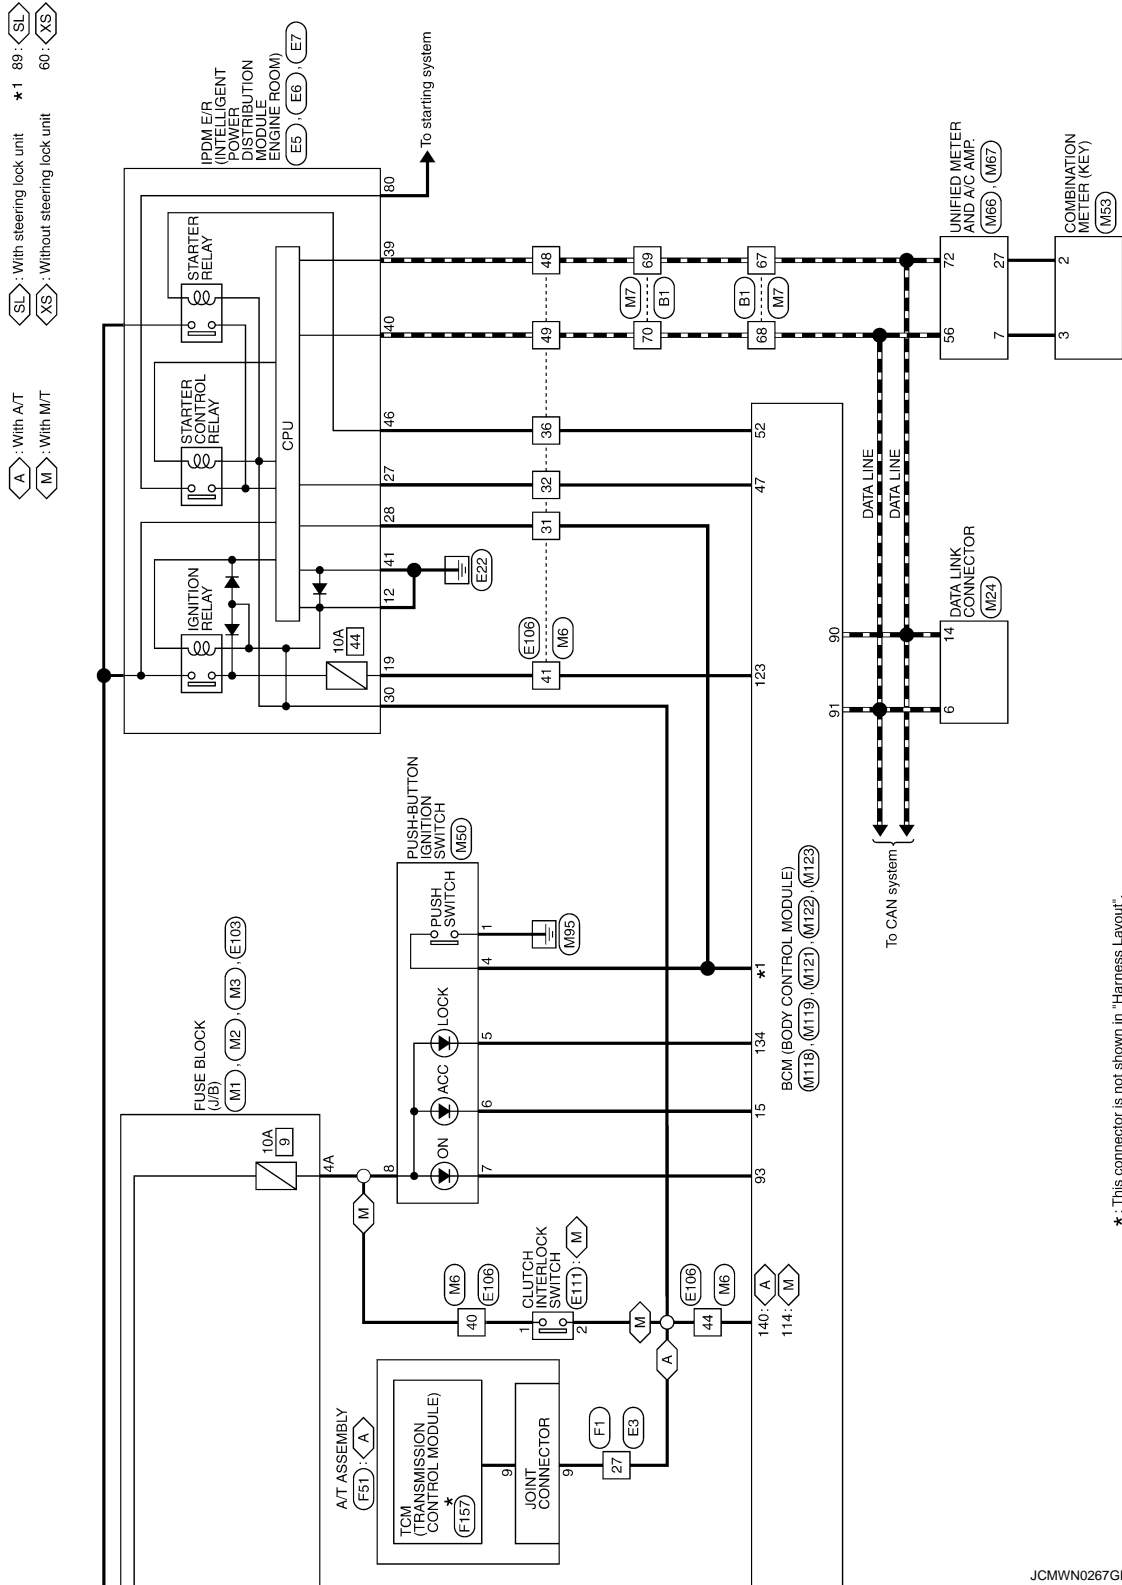 A : With A/T
M : With M/T
SL : With steering lock unit
XS : Without steering lock unit
*1 89 : SL
60 : XS
IPDM E/R
(INTELLIGENT
POWER
DISTRIBUTION
MODULE
ENGINE ROOM)
E5 , E6 , E7
To starting system
STARTER
RELAY
STARTER
CONTROL
RELAY
IGNITION
RELAY
CPU
10A
44
80
39
40
46
27
28
41
12
19
30
E22
48
49
36
32
31
41
E106
M6
69
70
M7
B1
67
68
B1
M7
UNIFIED METER
AND A/C AMP.
M66 , M67
72
56
27
7
COMBINATION
METER (KEY)
M53
2
3
DATA LINE
DATA LINE
52
47
123
90
91
DATA LINK
CONNECTOR
M24
14
6
To CAN system
FUSE BLOCK
(J/B)
M1 , M2 , M3 , E103
10A
9
4A
PUSH-BUTTON
IGNITION
SWITCH
M50
PUSH
SWITCH
LOCK
ACC
ON
8
1
4
5
6
7
M95
*1
134
15
93
BCM (BODY CONTROL MODULE)
M118 , M119 , M121 , M122 , M123
M
40
M6
E106
CLUTCH
INTERLOCK
SWITCH
E111 : M
1
2
M
A
44
E106
M6
140 : A
114 : M
A/T ASSEMBLY
F51 : A
TCM
(TRANSMISSION
CONTROL MODULE)
*
F157
9
JOINT
CONNECTOR
9
27
F1
E3
* : This connector is not shown in "Harness Layout".